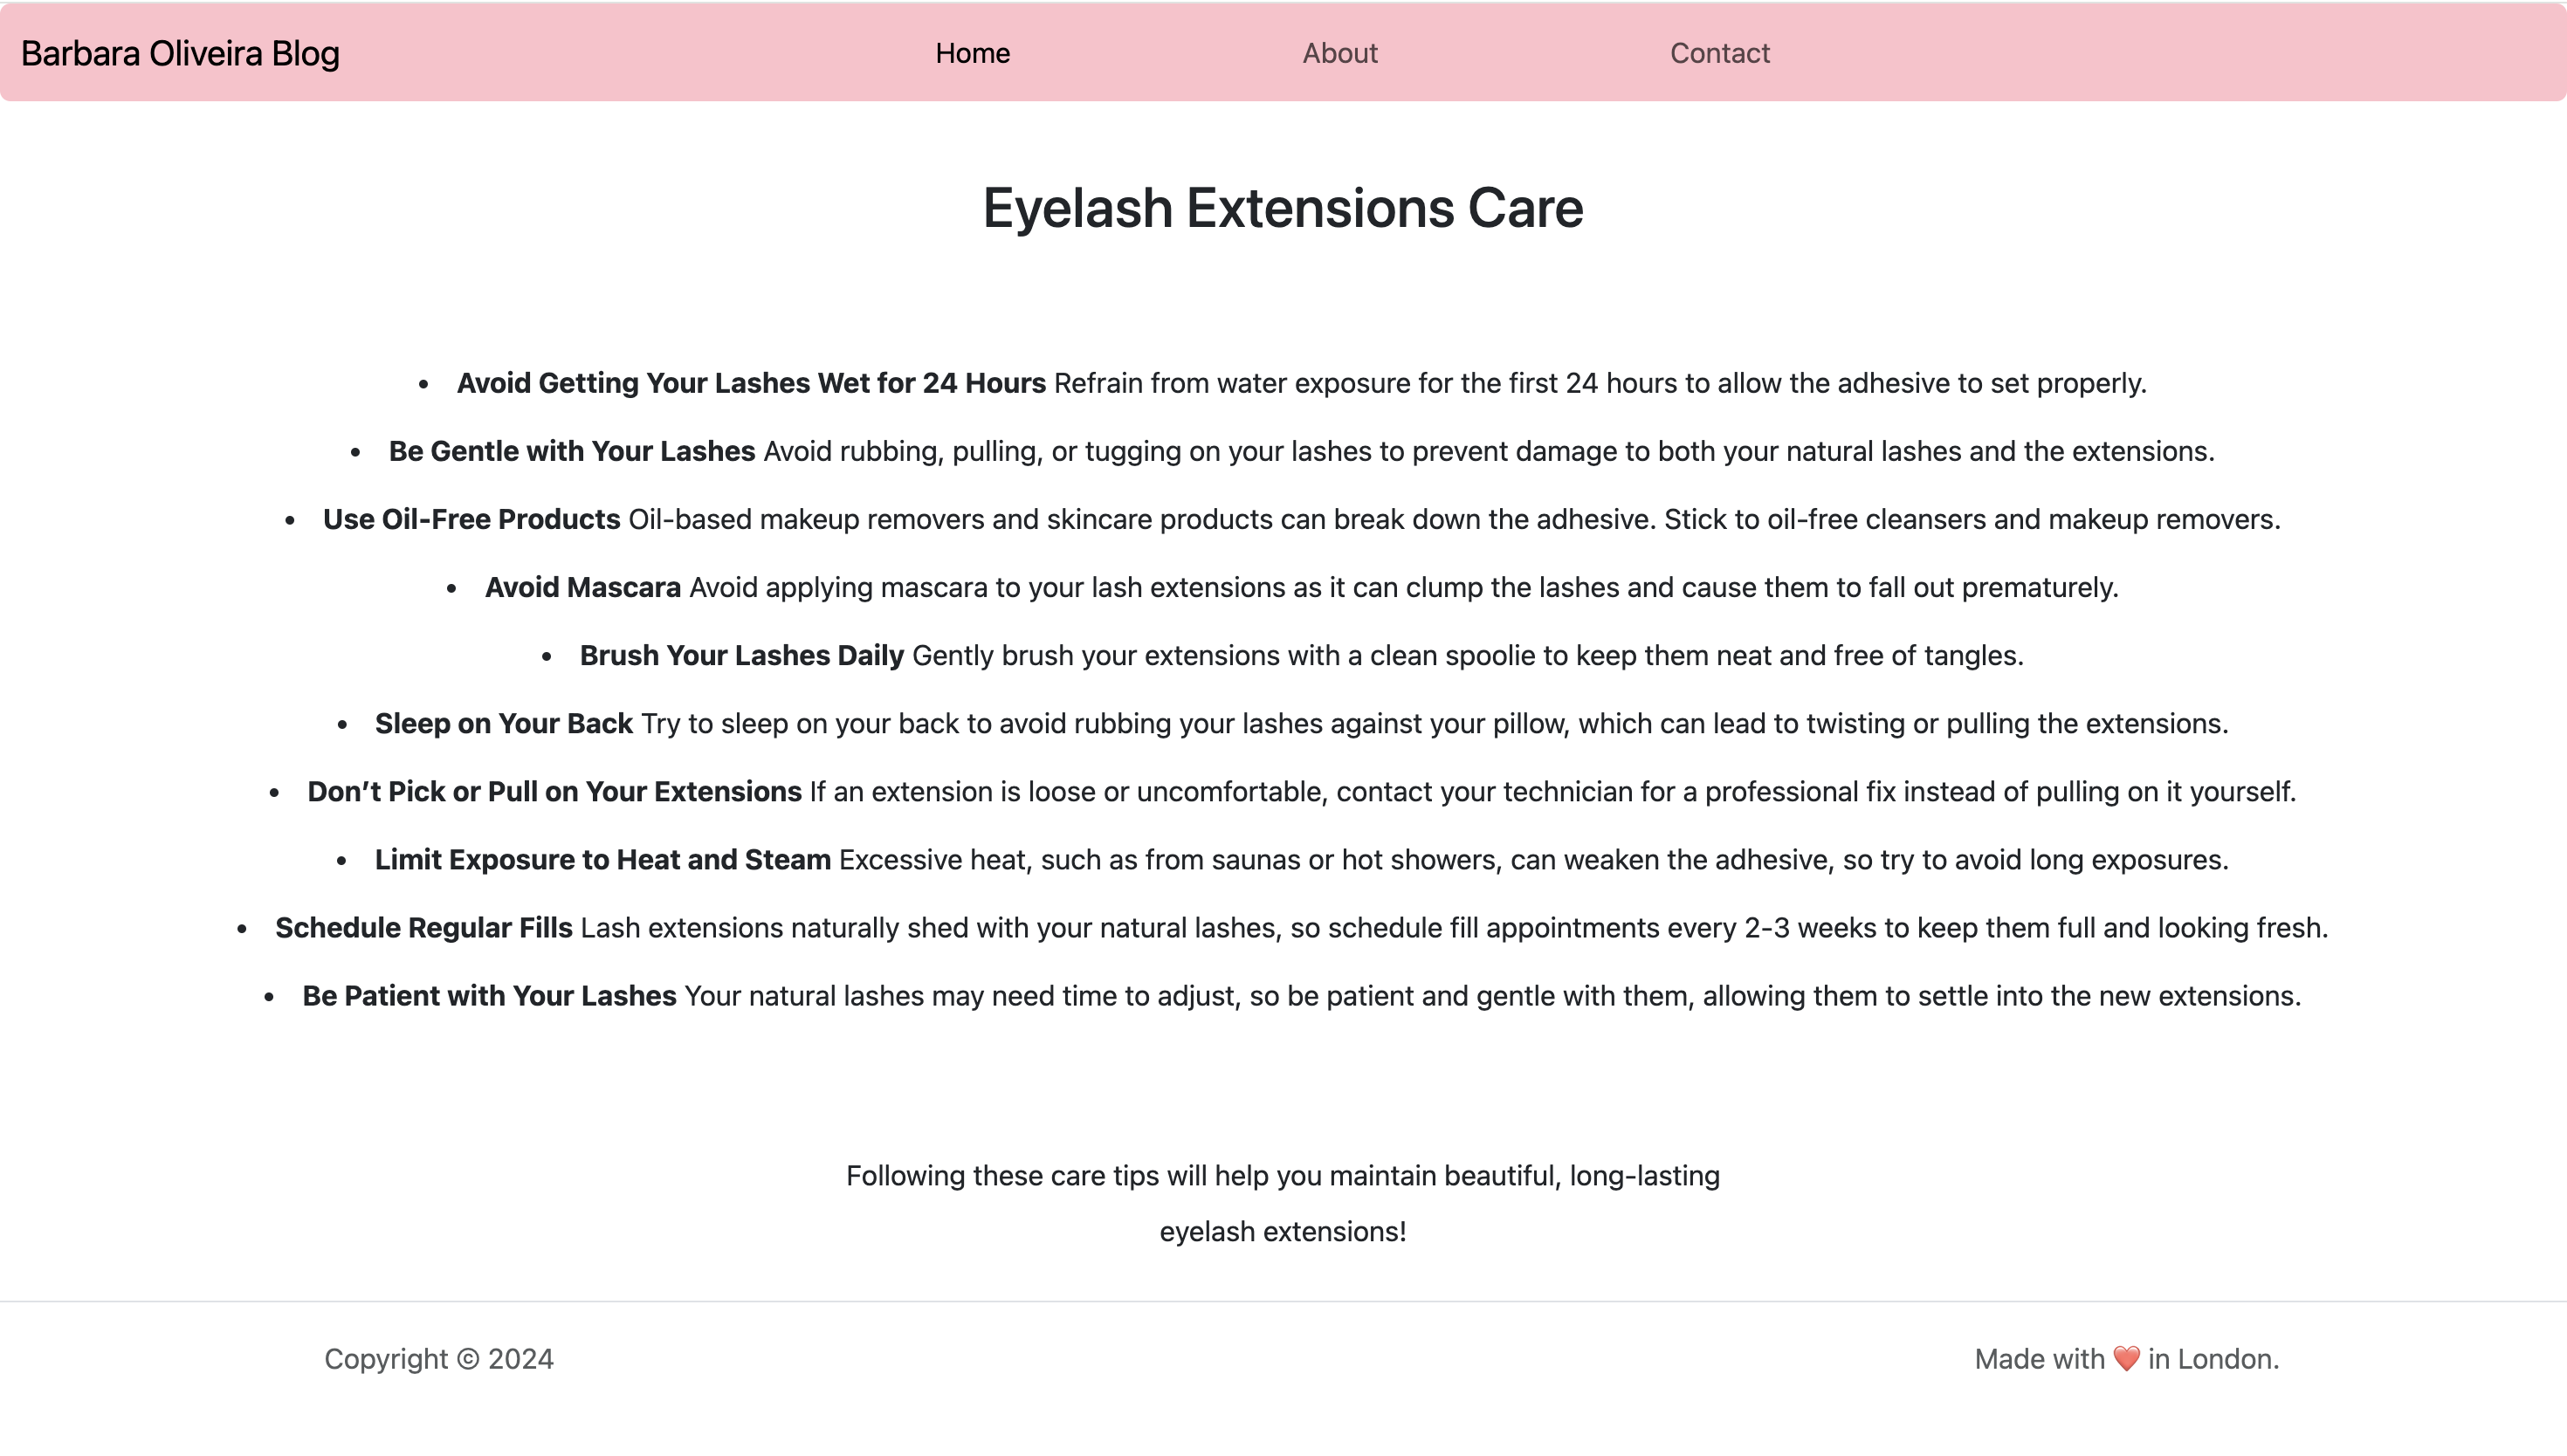 Barbara Oliveira Blog Home About Contact
Eyelash Extensions Care
• Avoid Getting Your Lashes Wet for 24 Hours Refrain from water exposure for the first 24 hours to allow the adhesive to set properly.
• Be Gentle with Your Lashes Avoid rubbing, pulling, or tugging on your lashes to prevent damage to both your natural lashes and the extensions.
• Use Oil-Free Products Oil-based makeup removers and skincare products can break down the adhesive. Stick to oil-free cleansers and makeup removers.
• Avoid Mascara Avoid applying mascara to your lash extensions as it can clump the lashes and cause them to fall out prematurely.
• Brush Your Lashes Daily Gently brush your extensions with a clean spoolie to keep them neat and free of tangles.
• Sleep on Your Back Try to sleep on your back to avoid rubbing your lashes against your pillow, which can lead to twisting or pulling the extensions.
• Don’t Pick or Pull on Your Extensions If an extension is loose or uncomfortable, contact your technician for a professional fix instead of pulling on it yourself.
• Limit Exposure to Heat and Steam Excessive heat, such as from saunas or hot showers, can weaken the adhesive, so try to avoid long exposures.
• Schedule Regular Fills Lash extensions naturally shed with your natural lashes, so schedule fill appointments every 2-3 weeks to keep them full and looking fresh.
• Be Patient with Your Lashes Your natural lashes may need time to adjust, so be patient and gentle with them, allowing them to settle into the new extensions.
Following these care tips will help you maintain beautiful, long-lasting
eyelash extensions!
Copyright © 2024 Made with ❤️ in London.